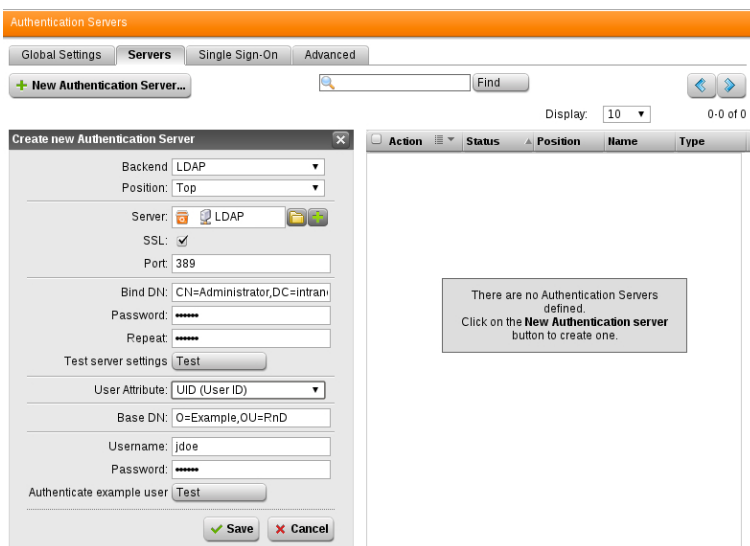 Authentication Servers
Global Settings Servers Single Sign-On Advanced
New Authentication Server... Find
Display: 10 0-0 of 0
Create new Authentication Server
Action Status Position Name Type
Backend LDAP
Position: Top
Server: LDAP
SSL:
Port: 389
Bind DN: CN=Administrator,DC=intran
Password: ••••••
Repeat: ••••••
Test server settings Test
There are no Authentication Servers
defined.
Click on the New Authentication server
button to create one.
User Attribute: UID (User ID)
Base DN: O=Example,OU=RnD
Username: jdoe
Password: ••••••
Authenticate example user Test
Save Cancel